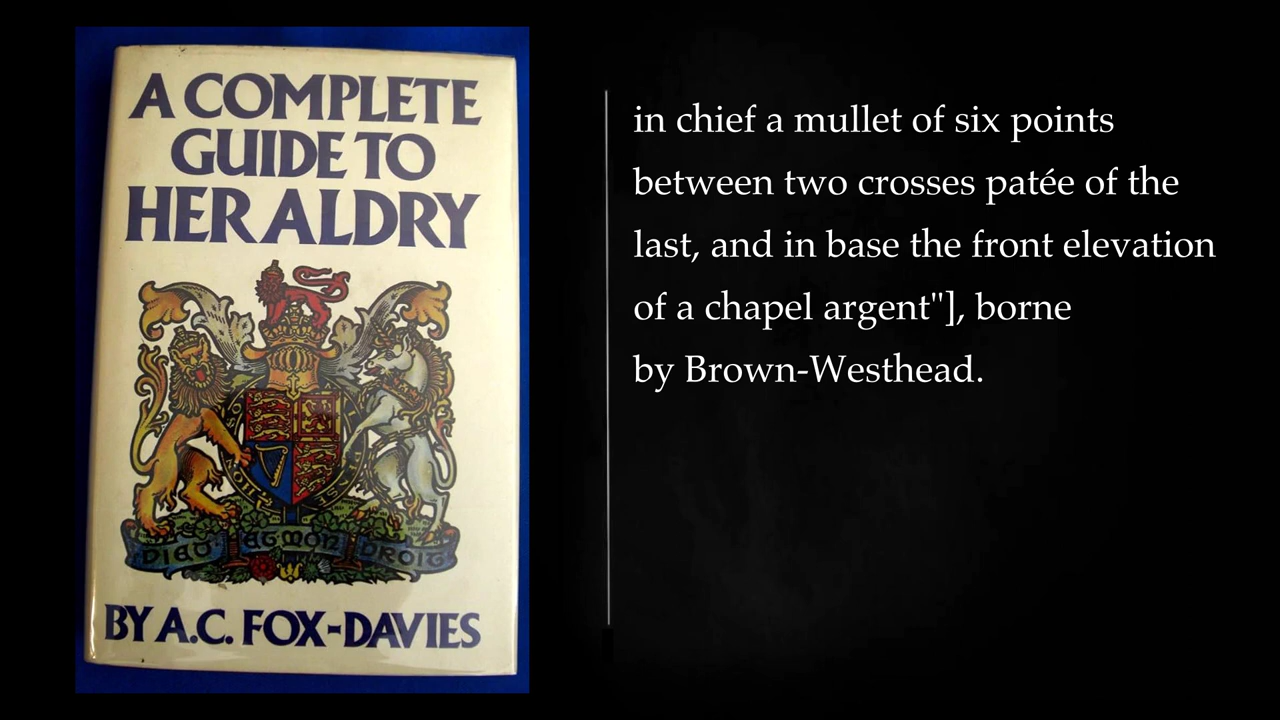 A COMPLETE
GUIDE TO
HERALDRY
DIEU ET MON DROIT
BY A.C. FOX-DAVIES
in chief a mullet of six points
between two crosses patée of the
last, and in base the front elevation
of a chapel argent"], borne
by Brown-Westhead.